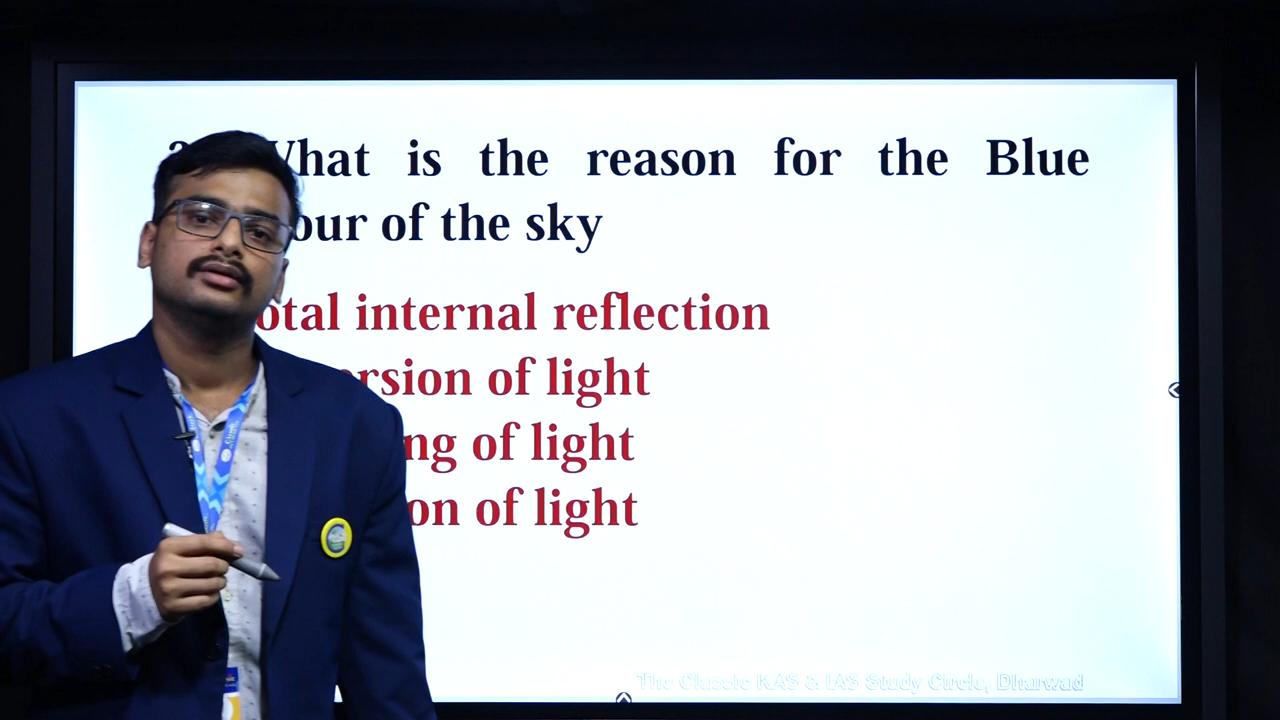 What is the reason for the Blue
our of the sky
otal internal reflection
ersion of light
ng of light
on of light
The Classic KAS & IAS Study Circle, Dharwad